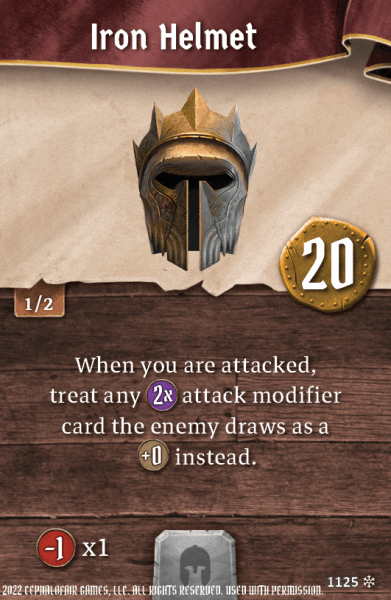 Iron Helmet
20
1/2
When you are attacked,
treat any 2x attack modifier
card the enemy draws as a
+0 instead.
-1 x1
1125
2022 CEPHALOFAIR GAMES, LLC. ALL RIGHTS RESERVED. USED WITH PERMISSION.